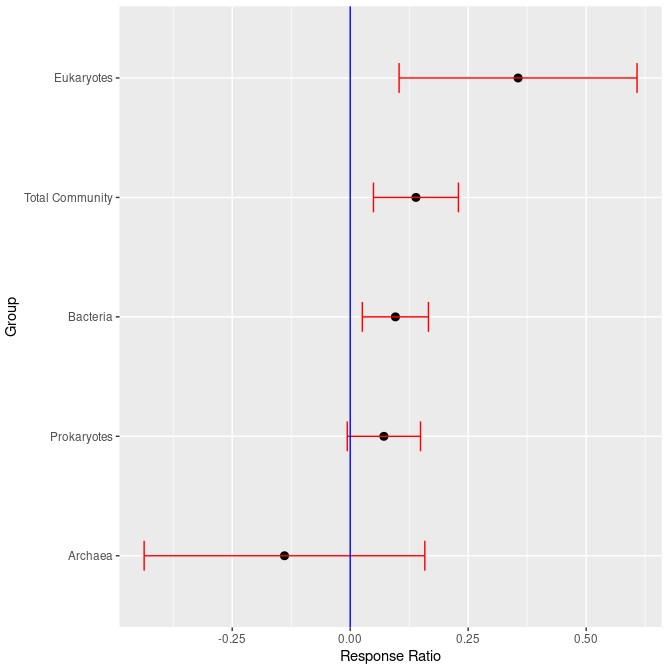 Eukaryotes
Total Community
Bacteria
Prokaryotes
Archaea
Group
-0.25 0.00 0.25 0.50
Response Ratio